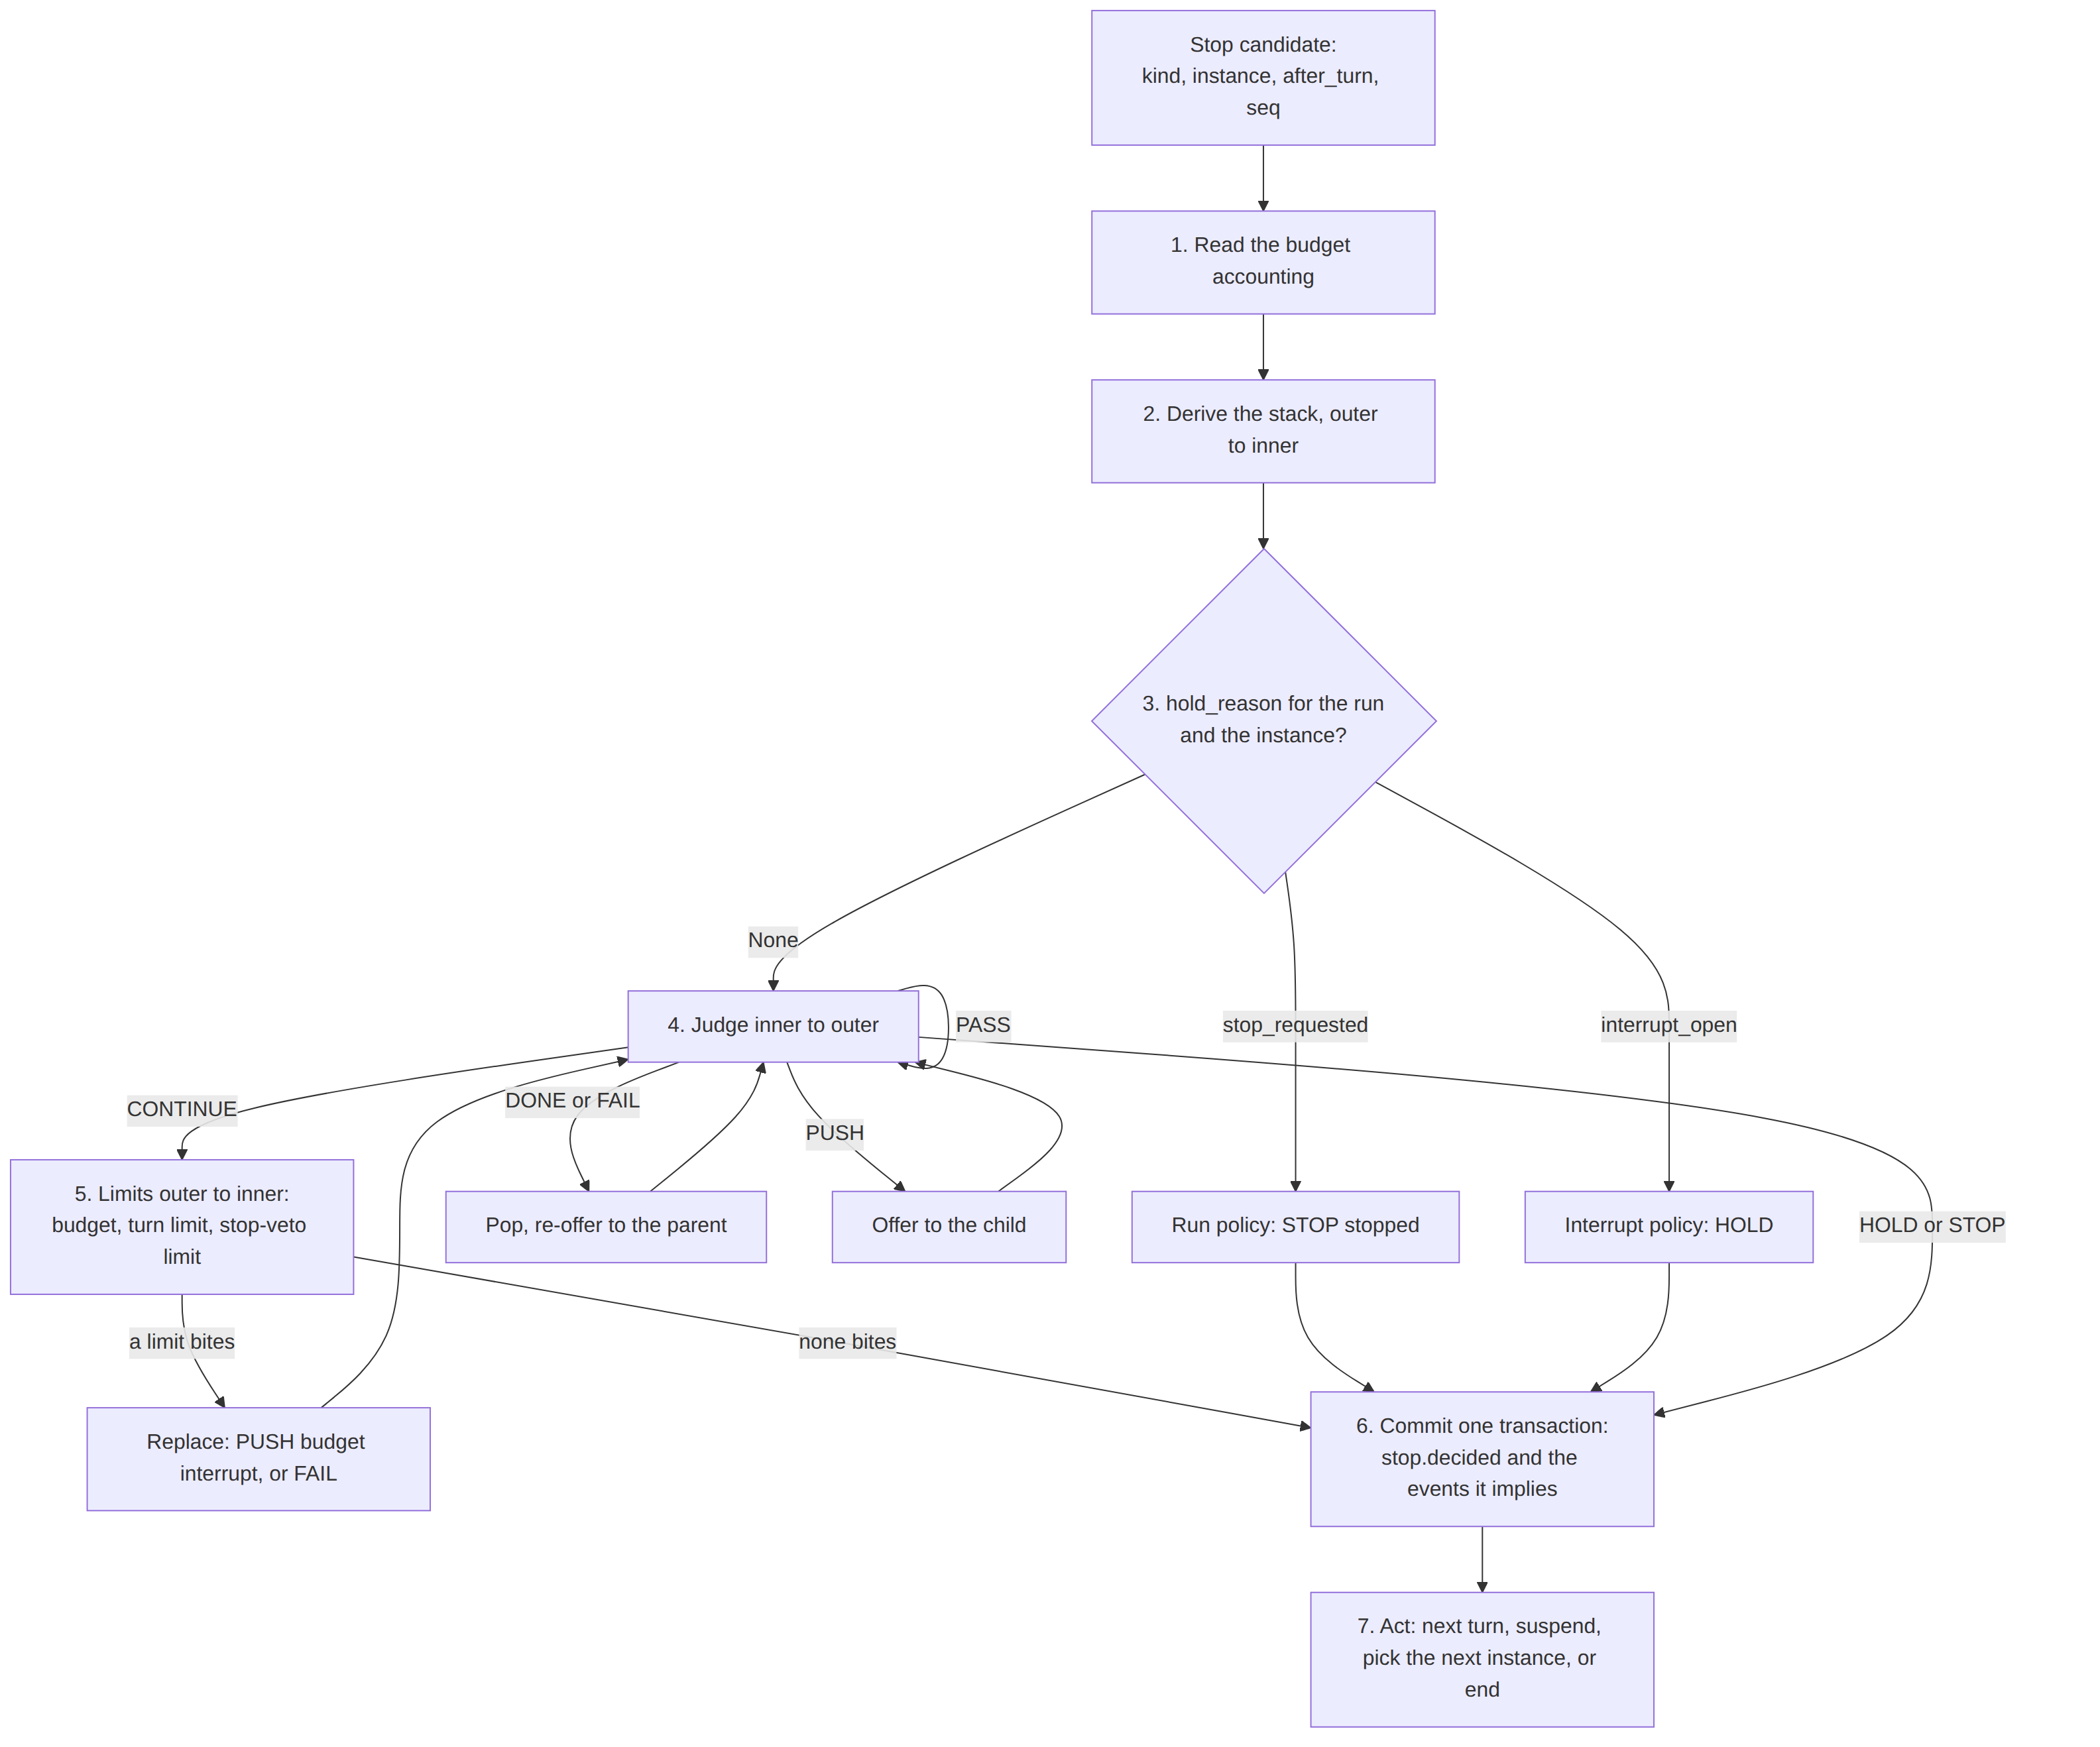 Stop candidate:
kind, instance, after_turn,
seq
1. Read the budget
accounting
2. Derive the stack, outer
to inner
3. hold_reason for the run
and the instance?
None
4. Judge inner to outer
PASS
stop_requested
interrupt_open
CONTINUE
DONE or FAIL
PUSH
5. Limits outer to inner:
budget, turn limit, stop-veto
limit
Pop, re-offer to the parent
Offer to the child
Run policy: STOP stopped
Interrupt policy: HOLD
HOLD or STOP
a limit bites
none bites
Replace: PUSH budget
interrupt, or FAIL
6. Commit one transaction:
stop.decided and the
events it implies
7. Act: next turn, suspend,
pick the next instance, or
end